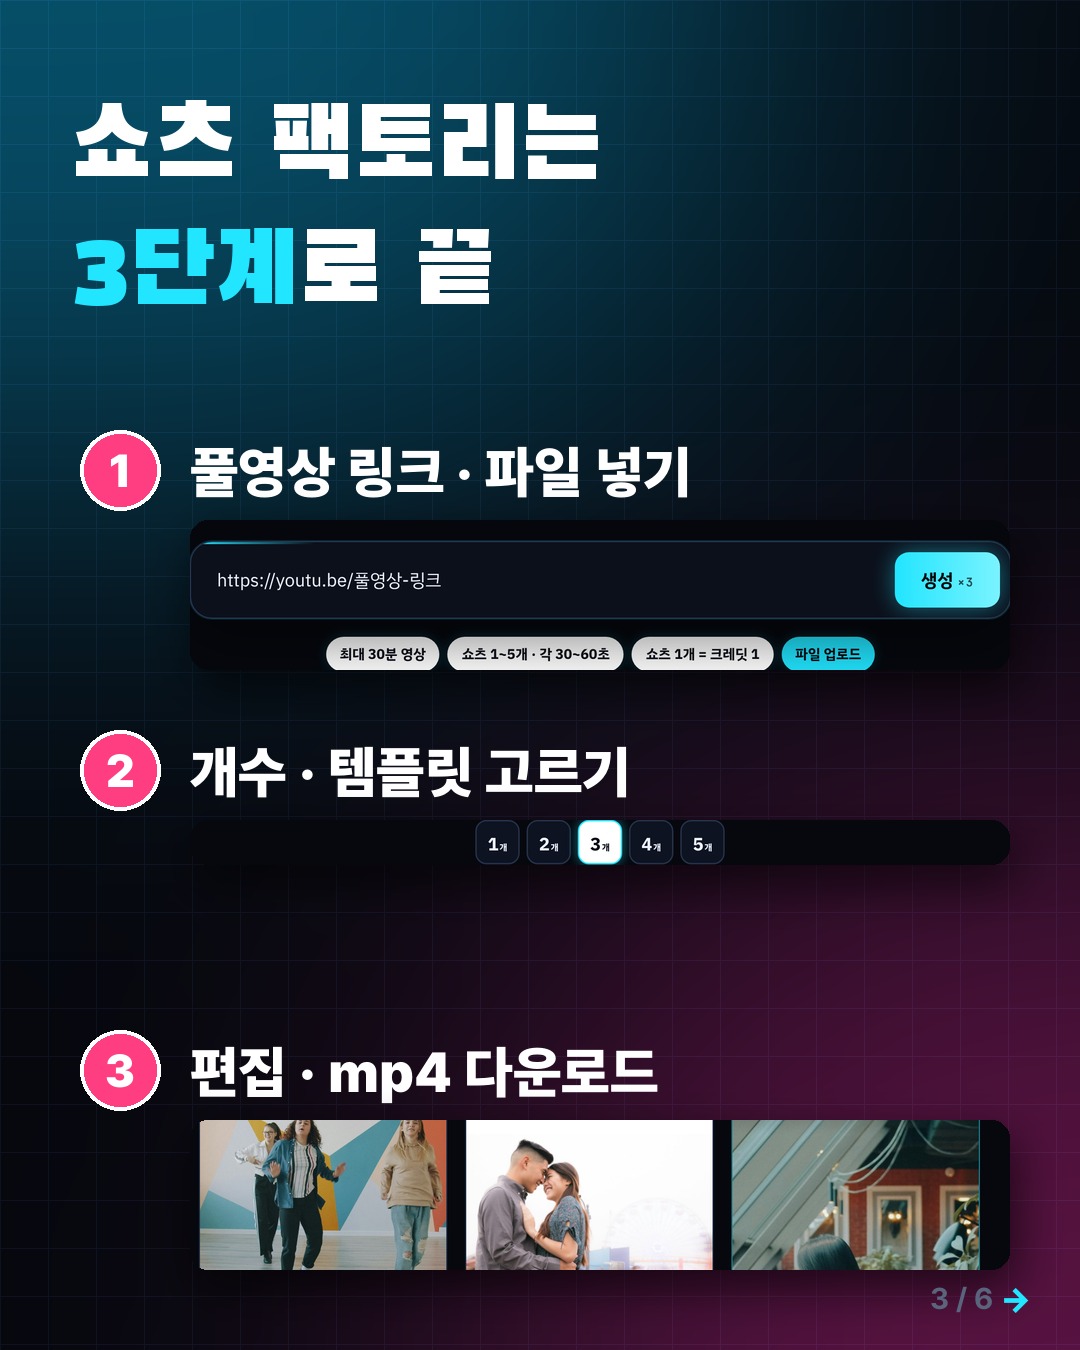 쇼츠 팩토리는
3단계로 끝
1 풀영상 링크 · 파일 넣기
https://youtu.be/풀영상-링크 생성 ×3
최대 30분 영상 쇼츠 1~5개 · 각 30~60초 쇼츠 1개 = 크레딧 1 파일 업로드
2 개수 · 템플릿 고르기
1개 2개 3개 4개 5개
3 편집 · mp4 다운로드
3 / 6 →